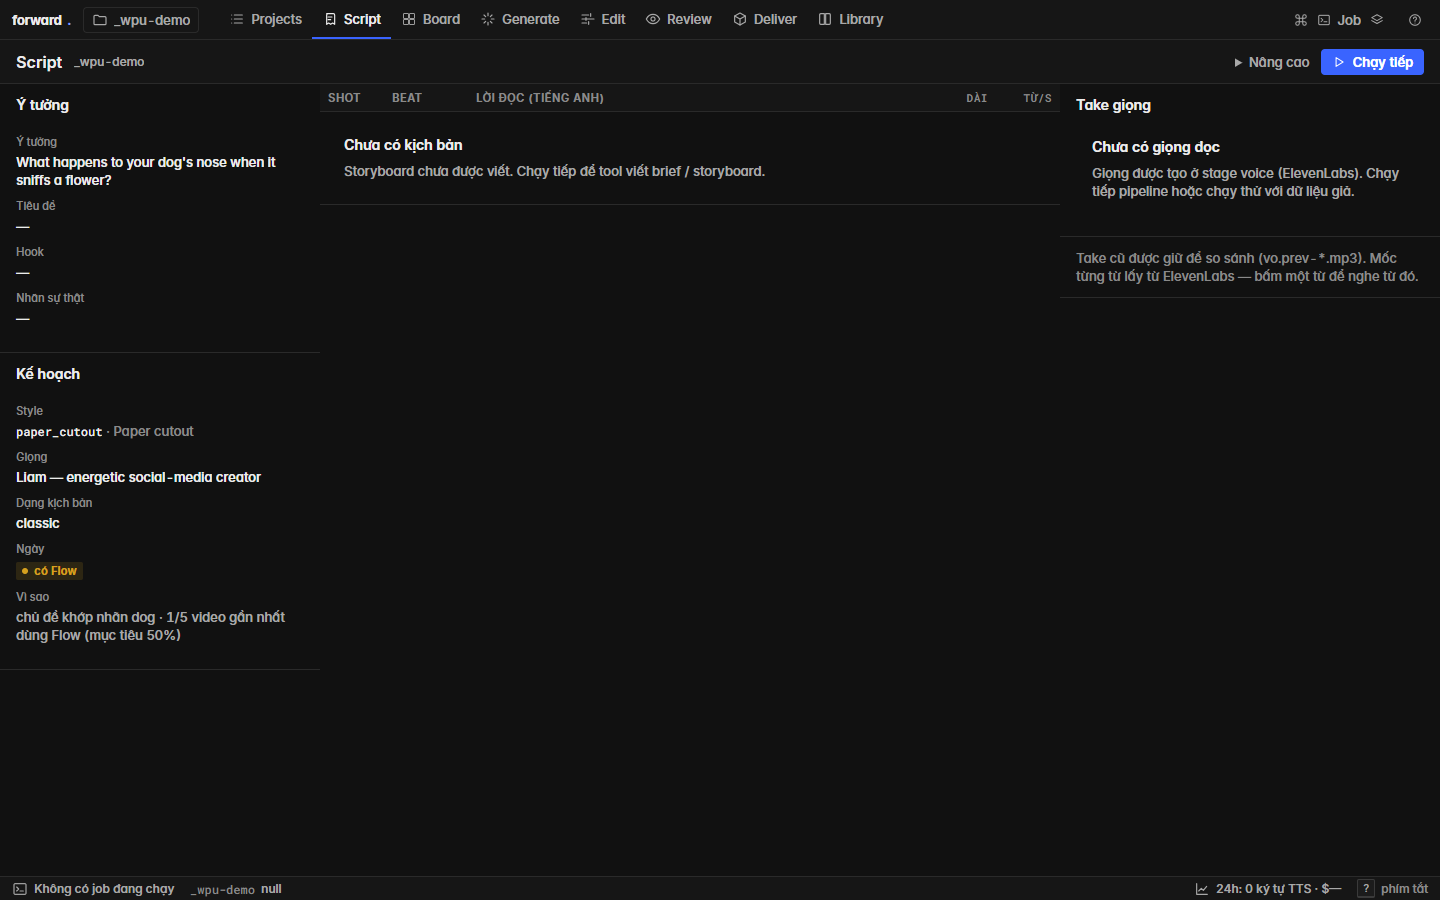 forward .
_wpu-demo
Projects
Script
Board
Generate
Edit
Review
Deliver
Library
Job
Script _wpu-demo
Nâng cao
Chạy tiếp
Ý tưởng
Ý tưởng
What happens to your dog's nose when it
sniffs a flower?
Tiêu đề
—
Hook
—
Nhãn sự thật
—
Kế hoạch
Style
paper_cutout · Paper cutout
Giọng
Liam — energetic social-media creator
Dạng kịch bản
classic
Ngày
có Flow
Vì sao
chủ đề khớp nhãn dog · 1/5 video gần nhất
dùng Flow (mục tiêu 50%)
SHOT BEAT LỜI ĐỌC (TIẾNG ANH) DÀI TỪ/S
Chưa có kịch bản
Storyboard chưa được viết. Chạy tiếp để tool viết brief / storyboard.
Take giọng
Chưa có giọng đọc
Giọng được tạo ở stage voice (ElevenLabs). Chạy
tiếp pipeline hoặc chạy thử với dữ liệu giả.
Take cũ được giữ để so sánh (vo.prev-*.mp3). Mốc
từng từ lấy từ ElevenLabs — bấm một từ để nghe từ đó.
Không có job đang chạy _wpu-demo null
24h: 0 ký tự TTS · $—
? phím tắt